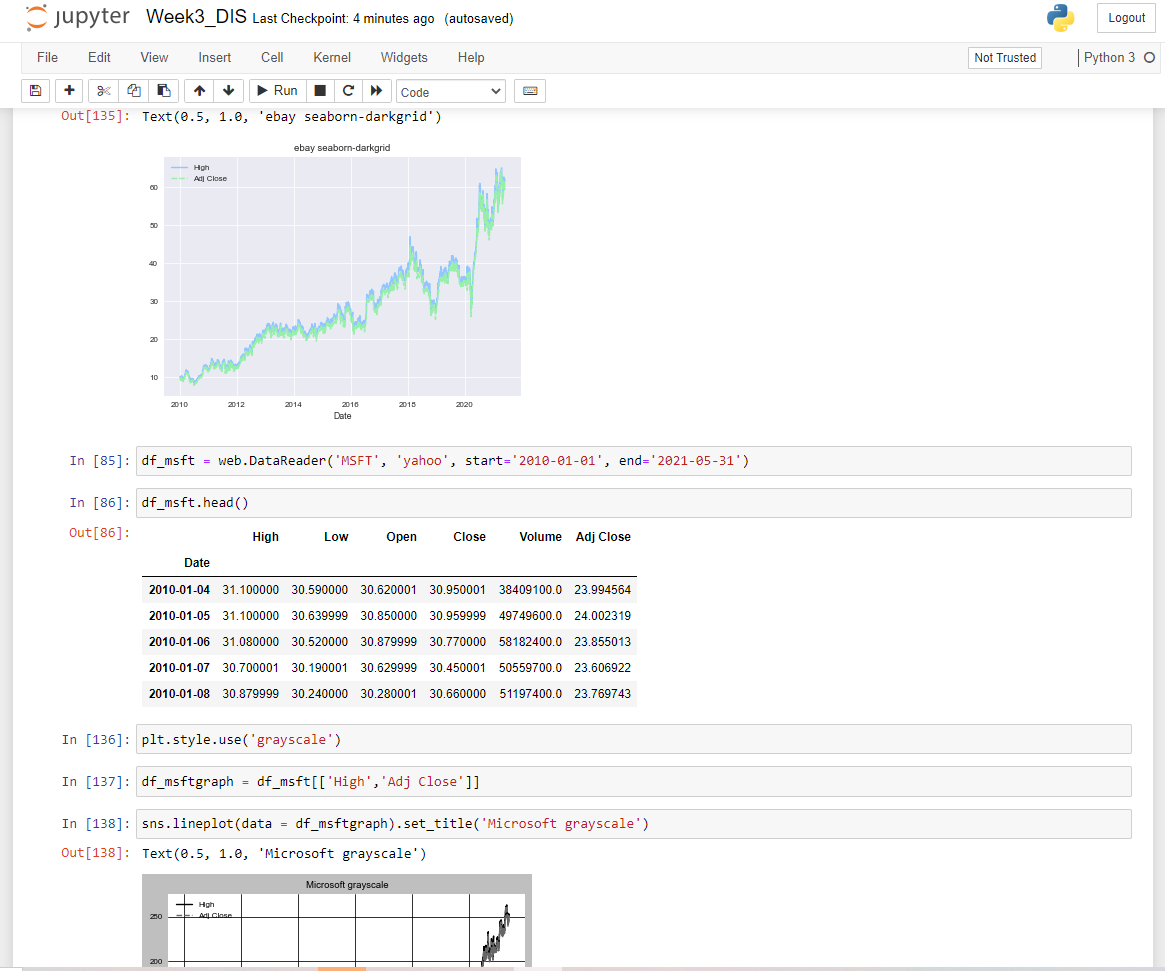 jupyter Week3_DIS Last Checkpoint: 4 minutes ago (autosaved) Logout
File Edit View Insert Cell Kernel Widgets Help Not Trusted Python 3
Run Code
Out[135]: Text(0.5, 1.0, 'ebay seaborn-darkgrid')
ebay seaborn-darkgrid
High
Adj Close
60
50
40
30
20
10
2010 2012 2014 2016 2018 2020
Date
In [85]: df_msft = web.DataReader('MSFT', 'yahoo', start='2010-01-01', end='2021-05-31')
In [86]: df_msft.head()
Out[86]:
High Low Open Close Volume Adj Close
Date
2010-01-04 31.100000 30.590000 30.620001 30.950001 38409100.0 23.994564
2010-01-05 31.100000 30.639999 30.850000 30.959999 49749600.0 24.002319
2010-01-06 31.080000 30.520000 30.879999 30.770000 58182400.0 23.855013
2010-01-07 30.700001 30.190001 30.629999 30.450001 50559700.0 23.606922
2010-01-08 30.879999 30.240000 30.280001 30.660000 51197400.0 23.769743
In [136]: plt.style.use('grayscale')
In [137]: df_msftgraph = df_msft[['High','Adj Close']]
In [138]: sns.lineplot(data = df_msftgraph).set_title('Microsoft grayscale')
Out[138]: Text(0.5, 1.0, 'Microsoft grayscale')
Microsoft grayscale
High
Adj Close
250
200